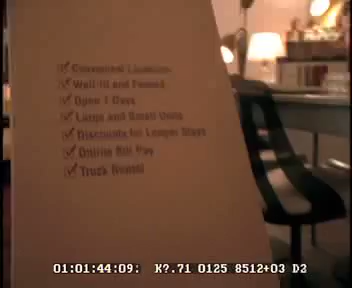 Convenient Location
Well-lit and Fenced
Open 7 Days
Large and Small Units
Discounts for Longer Stays
Online Bill Pay
Truck Rental
01:01:44:09: K?.71 0125 8512+03 D2